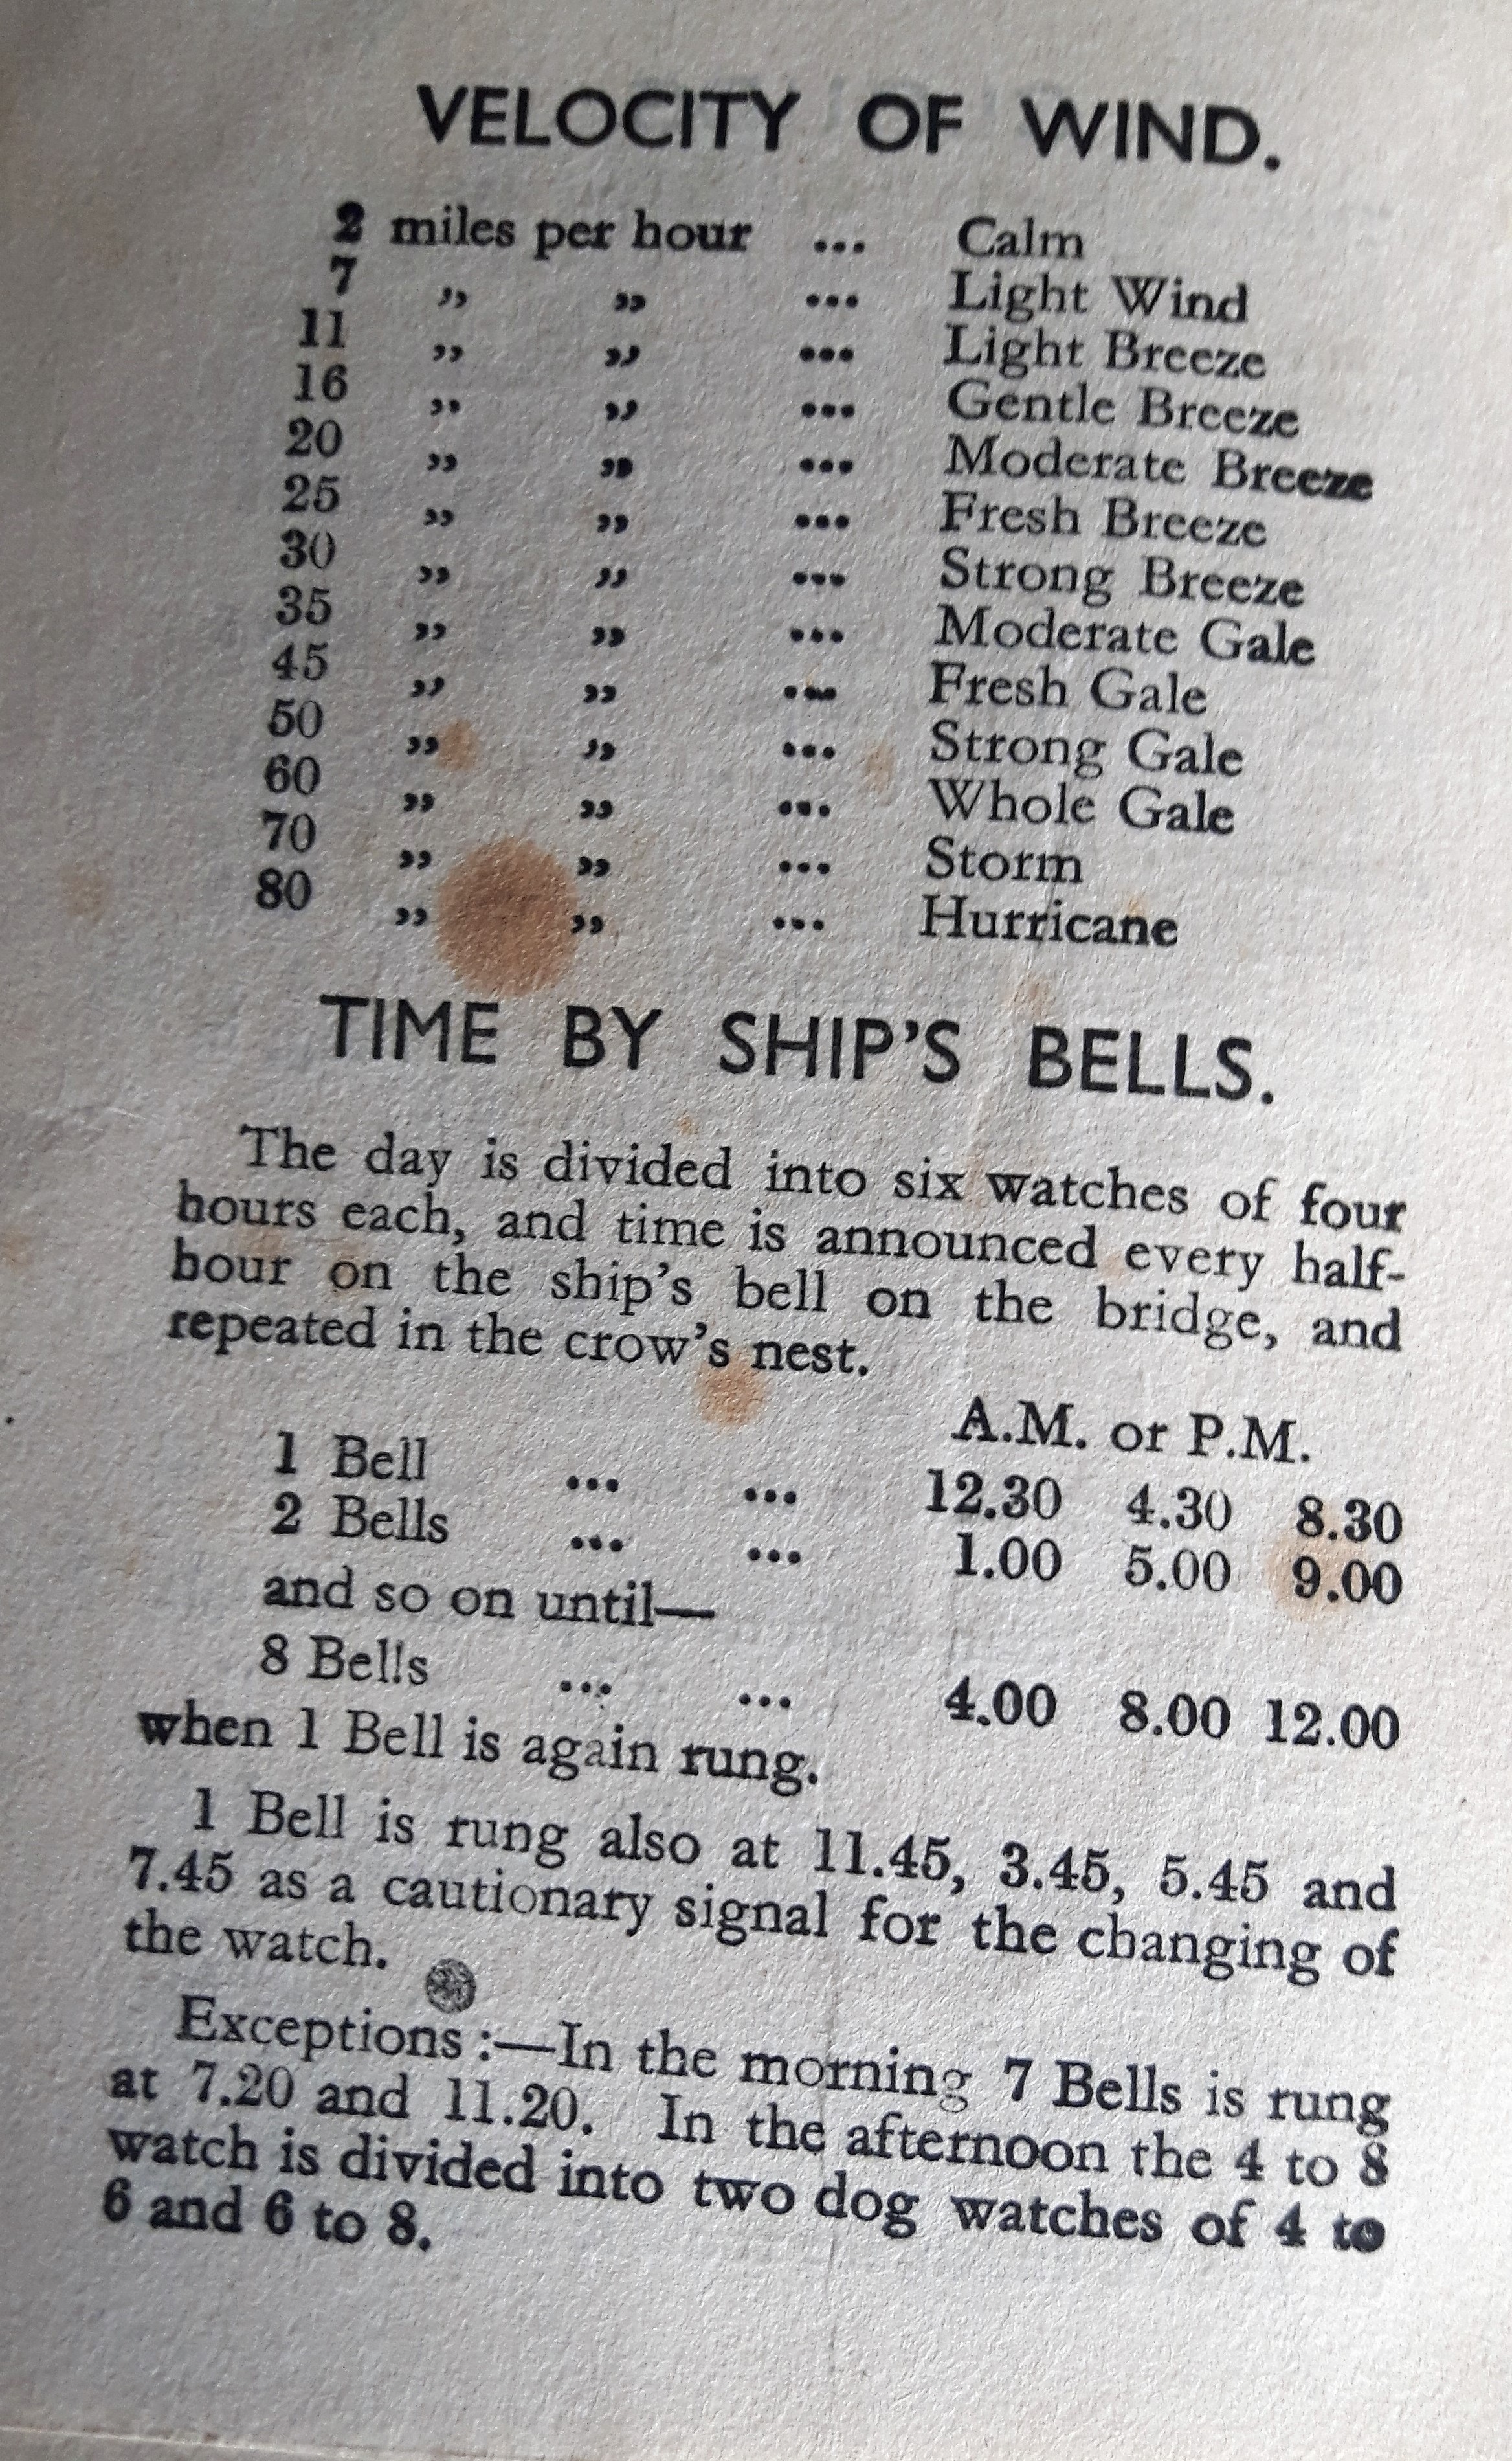 VELOCITY OF WIND.
2 miles per hour ... Calm
7 „ „ ... Light Wind
11 „ „ ... Light Breeze
16 „ „ ... Gentle Breeze
20 „ „ ... Moderate Breeze
25 „ „ ... Fresh Breeze
30 „ „ ... Strong Breeze
35 „ „ ... Moderate Gale
45 „ „ ... Fresh Gale
50 „ „ ... Strong Gale
60 „ „ ... Whole Gale
70 „ „ ... Storm
80 „ „ ... Hurricane
TIME BY SHIP'S BELLS.
The day is divided into six watches of four
hours each, and time is announced every half-
hour on the ship's bell on the bridge, and
repeated in the crow's nest.
A.M. or P.M.
1 Bell ... ... 12.30 4.30 8.30
2 Bells ... ... 1.00 5.00 9.00
and so on until—
8 Bells ... ... 4.00 8.00 12.00
when 1 Bell is again rung.
1 Bell is rung also at 11.45, 3.45, 5.45 and
7.45 as a cautionary signal for the changing of
the watch.
Exceptions :—In the morning 7 Bells is rung
at 7.20 and 11.20. In the afternoon the 4 to 8
watch is divided into two dog watches of 4 to
6 and 6 to 8.